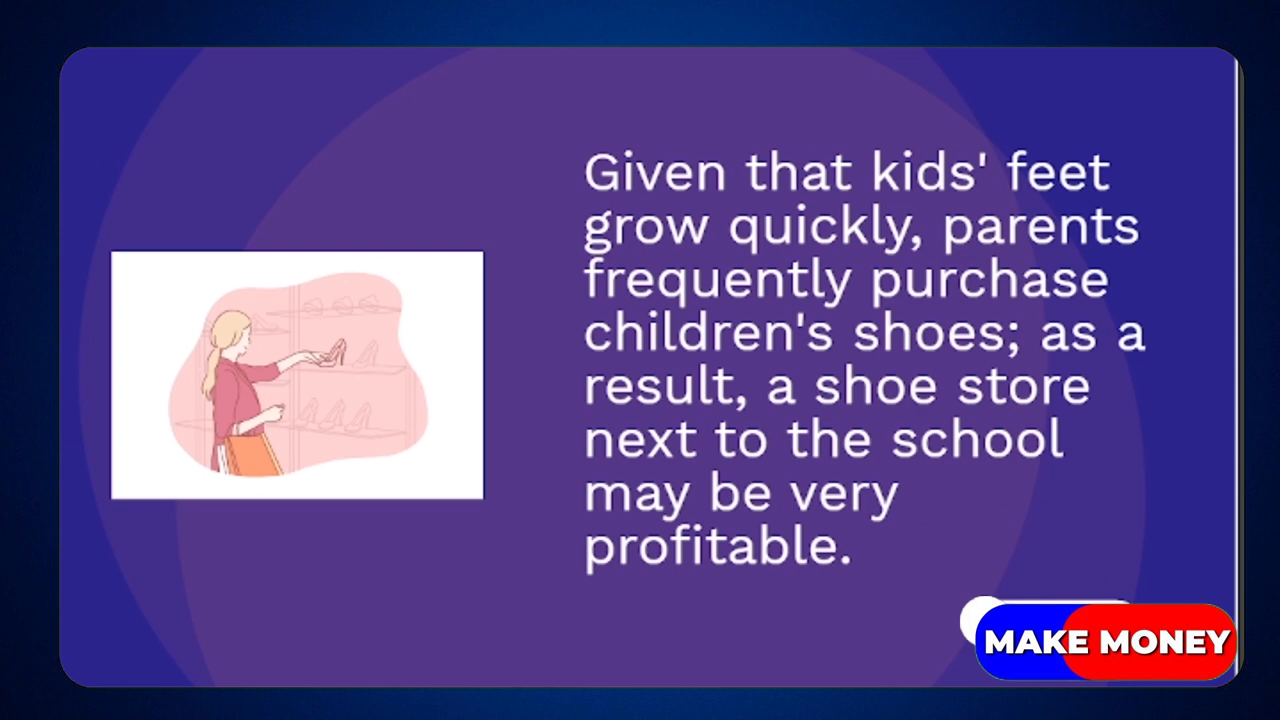 Given that kids' feet
grow quickly, parents
frequently purchase
children's shoes; as a
result, a shoe store
next to the school
may be very
profitable.
MAKE MONEY